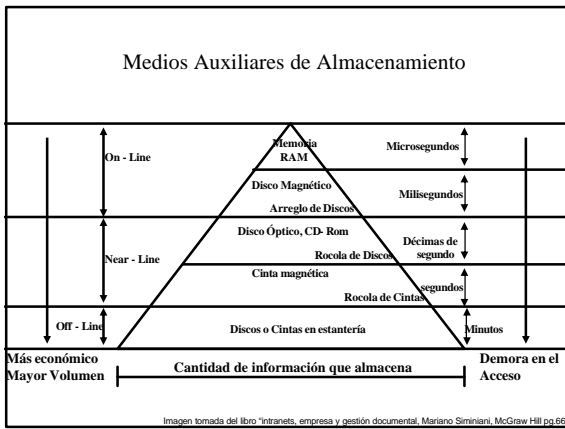 Medios Auxiliares de Almacenamiento
Memoria
RAM
Microsegundos
On - Line
Disco Magnético
Milisegundos
Arreglo de Discos
Disco Óptico, CD- Rom
Décimas de
segundo
Near - Line
Rocola de Discos
Cinta magnética
segundos
Rocola de Cintas
Off - Line
Discos o Cintas en estantería
Minutos
Más económico
Mayor Volumen
Cantidad de información que almacena
Demora en el
Acceso
Imagen tomada del libro "intranets, empresa y gestión documental, Mariano Siminiani, McGraw Hill pg.66